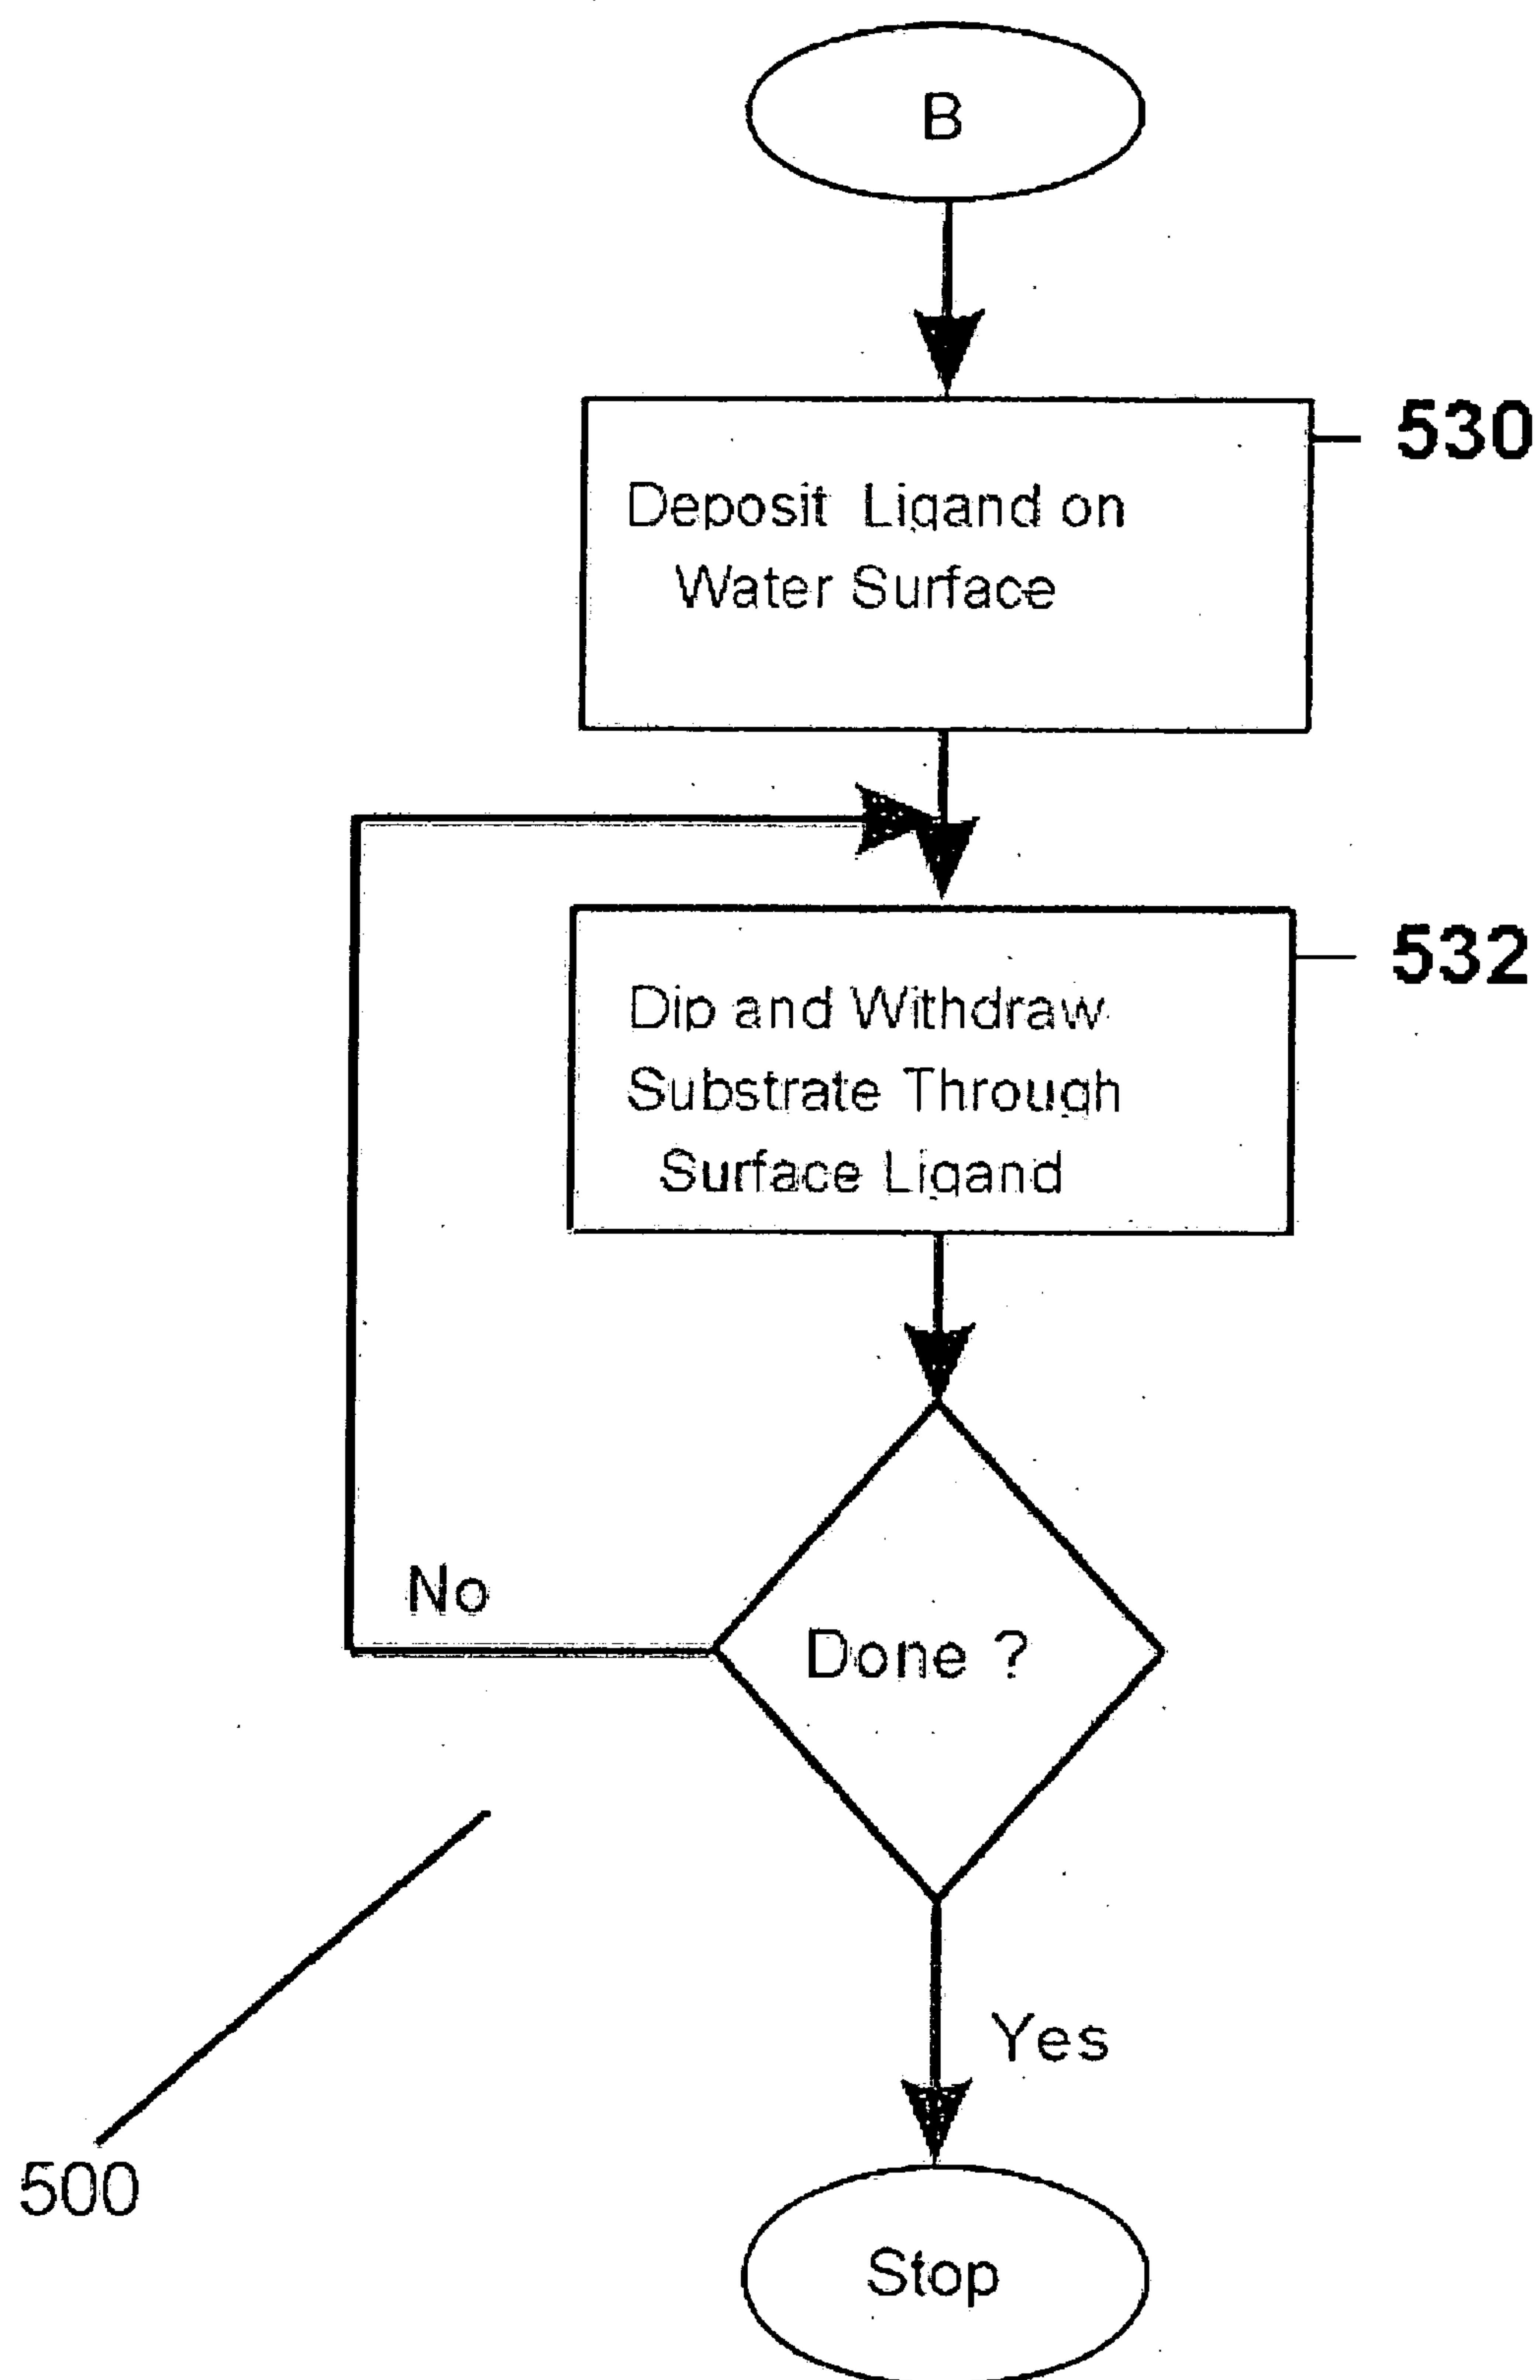 B
530
Deposit Ligand on
Water Surface
532
Dip and Withdraw
Substrate Through
Surface Ligand
No
Done ?
Yes
500
Stop